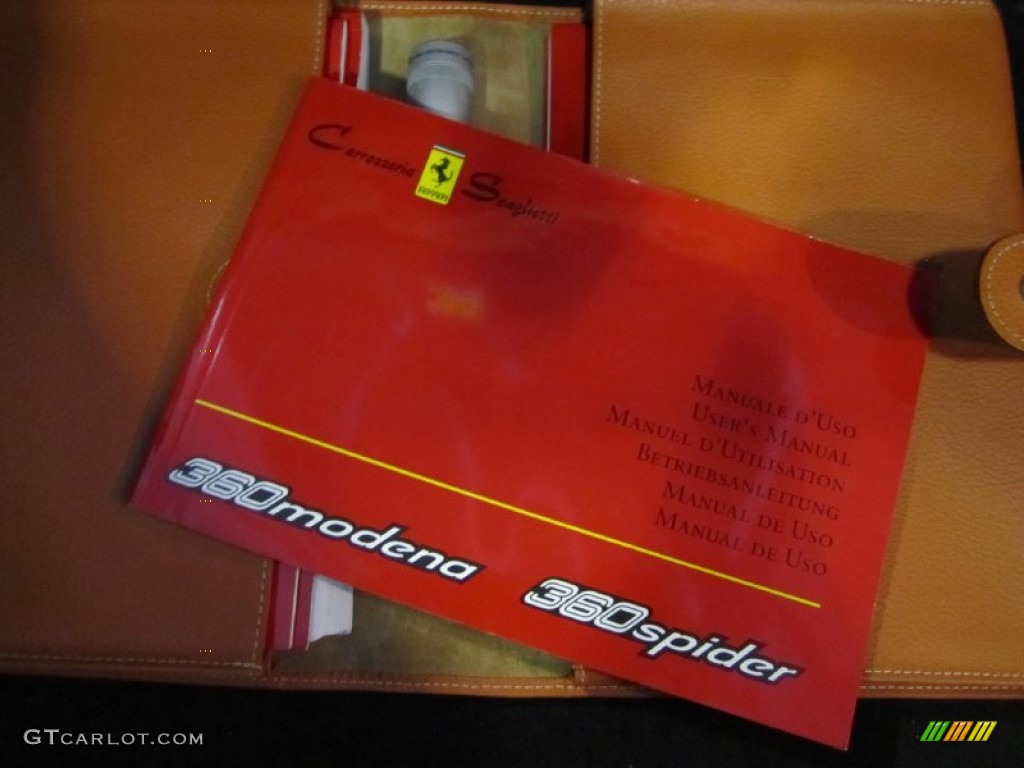 Carrozzeria Scaglietti
Ferrari
Manuale d'Uso
User's Manual
Manuel d'Utilisation
Betriebsanleitung
Manual de Uso
Manual de Uso
360modena
360spider
GTcarlot.com